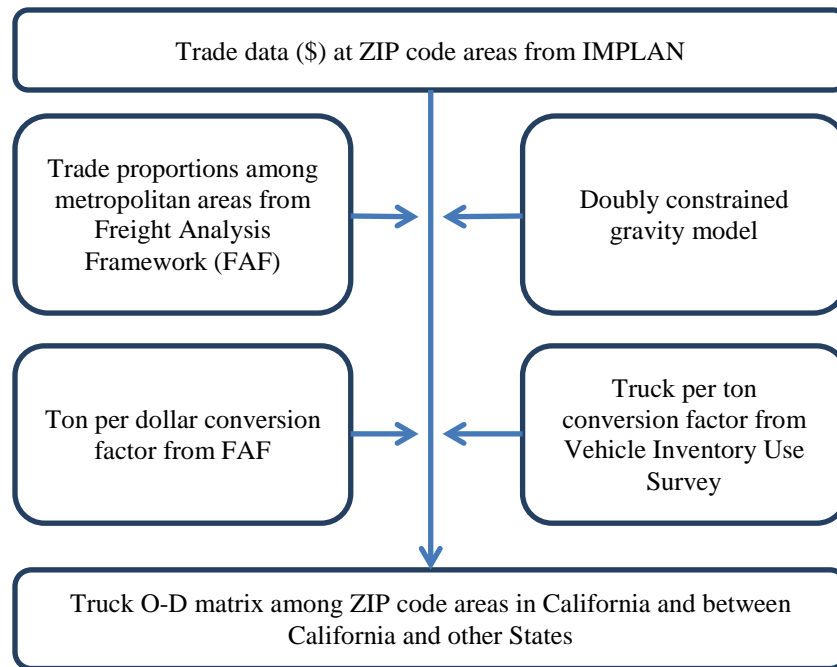 Trade data ($) at ZIP code areas from IMPLAN
Trade proportions among
metropolitan areas from
Freight Analysis
Framework (FAF)
Doubly constrained
gravity model
Ton per dollar conversion
factor from FAF
Truck per ton
conversion factor from
Vehicle Inventory Use
Survey
Truck O-D matrix among ZIP code areas in California and between
California and other States